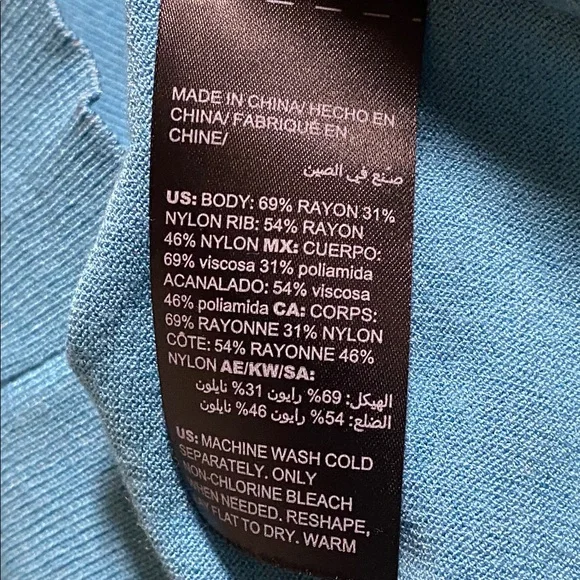 MADE IN CHINA/ HECHO EN
CHINA/ FABRIQUÉ EN
CHINE/
صنع في الصين
US: BODY: 69% RAYON 31%
NYLON RIB: 54% RAYON
46% NYLON MX: CUERPO:
69% viscosa 31% poliamida
ACANALADO: 54% viscosa
46% poliamida CA: CORPS:
69% RAYONNE 31% NYLON
CÔTE: 54% RAYONNE 46%
NYLON AE/KW/SA:
الهيكل: 69% رايون 31% نايلون
الضلع: 54% رايون 46% نايلون
US: MACHINE WASH COLD
SEPARATELY, ONLY
NON-CHLORINE BLEACH
WHEN NEEDED. RESHAPE,
FLAT TO DRY. WARM